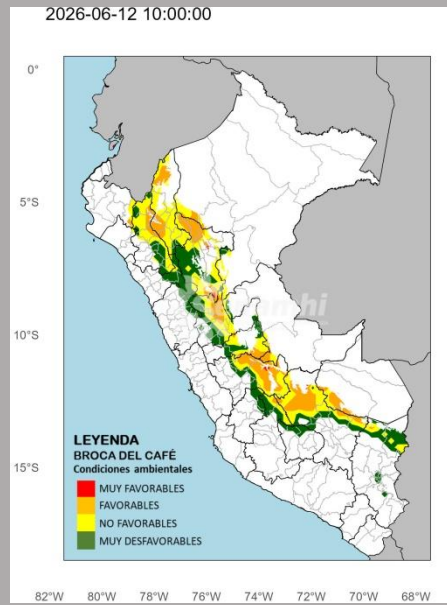 2026-06-12 10:00:00
0°
5°S
10°S
15°S
senamhi
LEYENDA
BROCA DEL CAFÉ
Condiciones ambientales
MUY FAVORABLES
FAVORABLES
NO FAVORABLES
MUY DESFAVORABLES
82°W 80°W 78°W 76°W 74°W 72°W 70°W 68°W